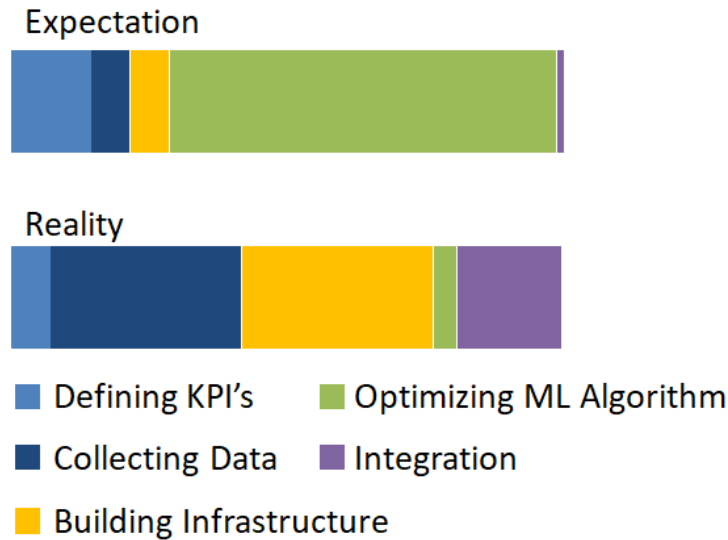 Expectation
Reality
Defining KPI's
Optimizing ML Algorithm
Collecting Data
Integration
Building Infrastructure